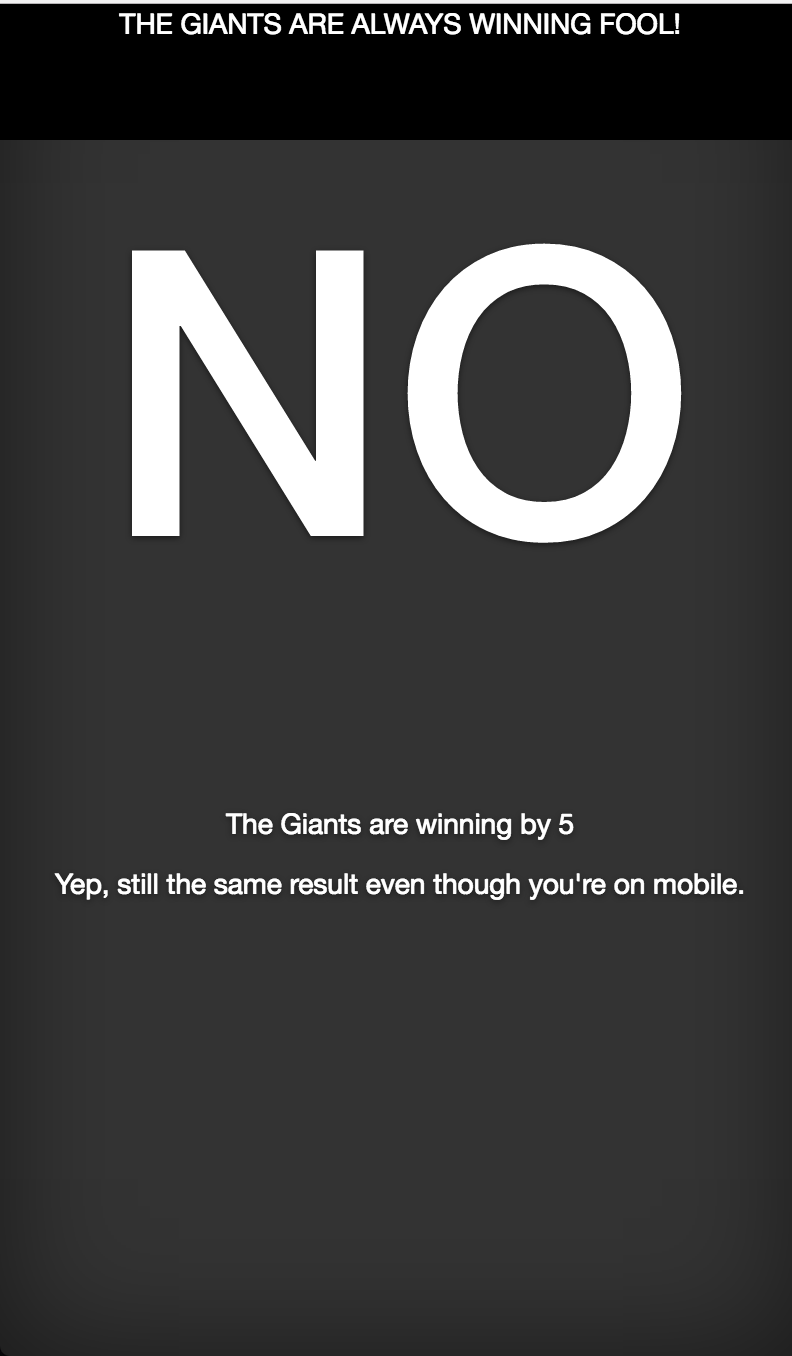 THE GIANTS ARE ALWAYS WINNING FOOL!
NO
The Giants are winning by 5
Yep, still the same result even though you're on mobile.